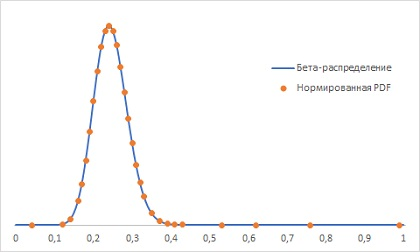 Бета-распределение
Нормированная PDF
0 0,1 0,2 0,3 0,4 0,5 0,6 0,7 0,8 0,9 1